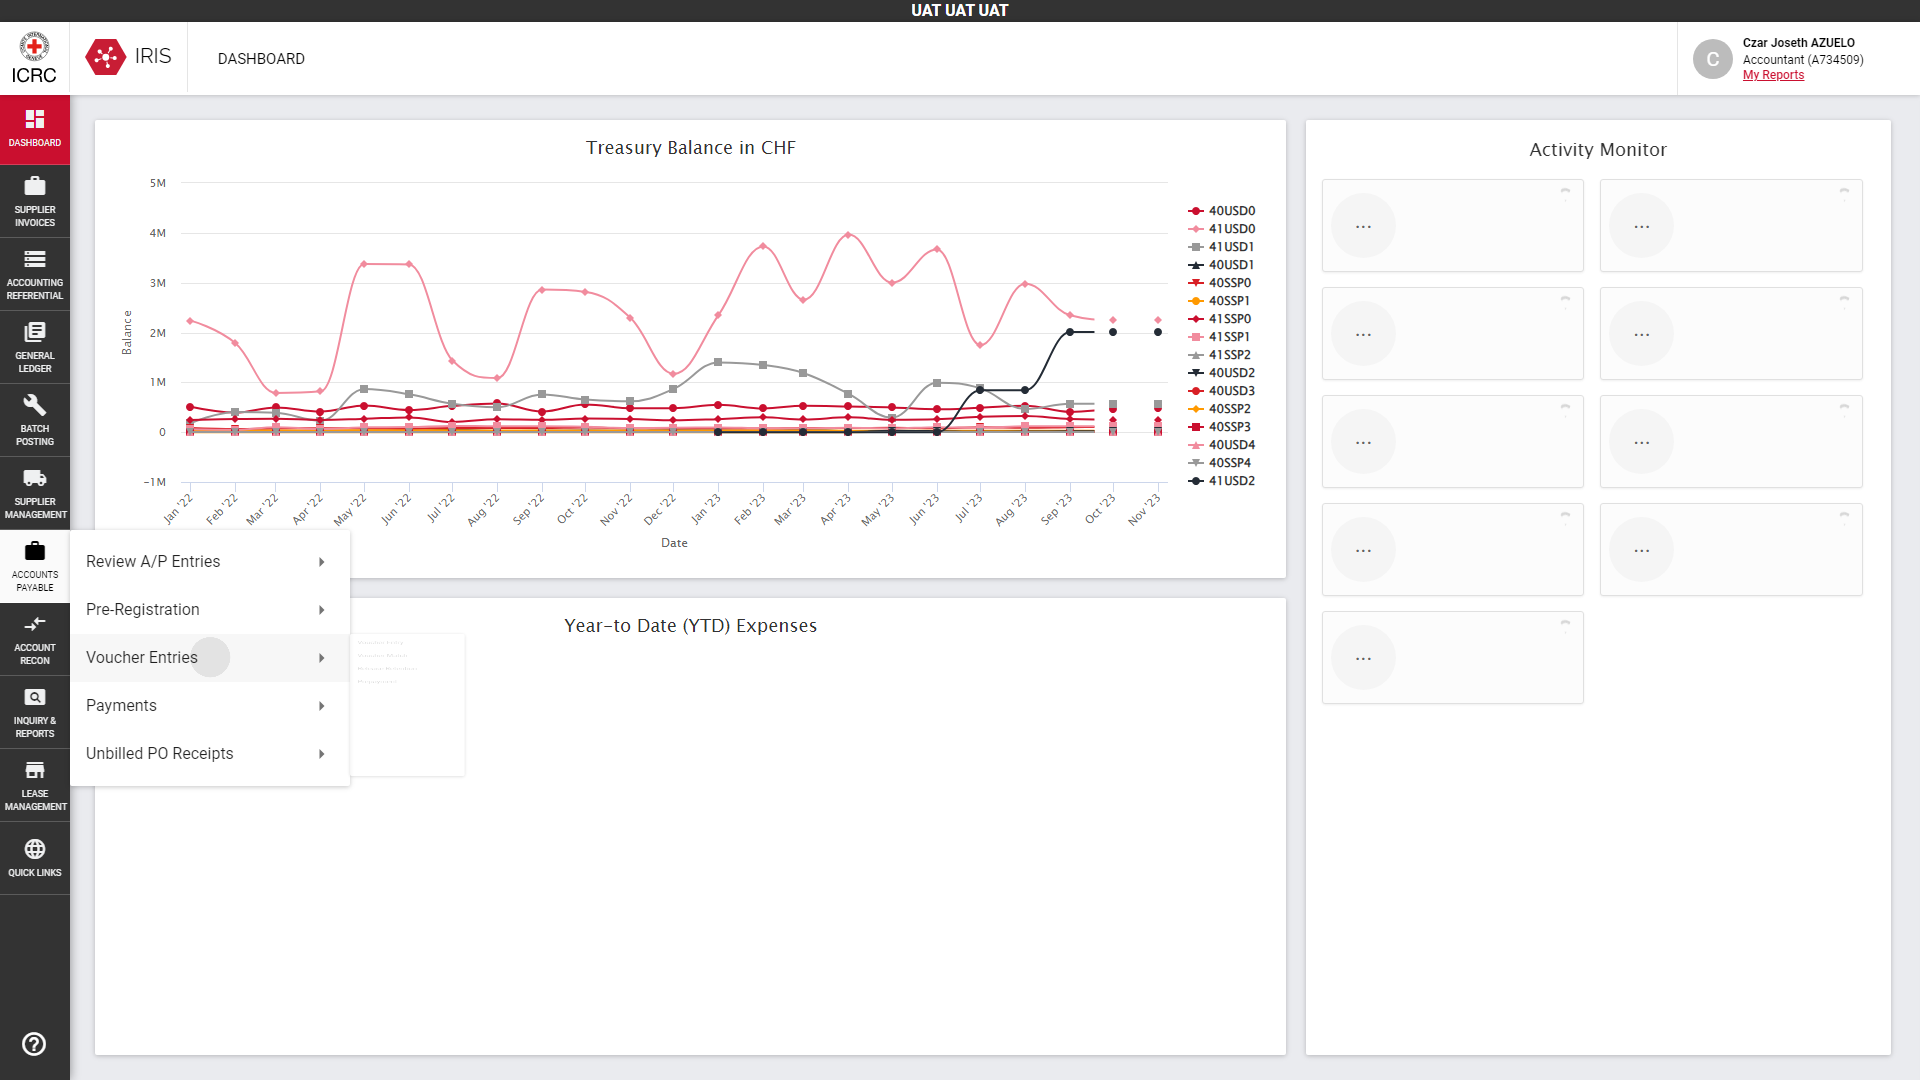 UAT UAT UAT
ICRC
IRIS
DASHBOARD
C
Czar Joseth AZUELO
Accountant (A734509)
My Reports
DASHBOARD
SUPPLIER
INVOICES
ACCOUNTING
REFERENTIAL
GENERAL
LEDGER
BATCH
POSTING
SUPPLIER
MANAGEMENT
ACCOUNTS
PAYABLE
ACCOUNT
RECON
INQUIRY &
REPORTS
LEASE
MANAGEMENT
QUICK LINKS
Review A/P Entries
Pre-Registration
Voucher Entries
Payments
Unbilled PO Receipts
Treasury Balance in CHF
Balance
5M
4M
3M
2M
1M
0
-1M
Jan '22
Feb '22
Mar '22
Apr '22
May '22
Jun '22
Jul '22
Aug '22
Sep '22
Oct '22
Nov '22
Dec '22
Jan '23
Feb '23
Mar '23
Apr '23
May '23
Jun '23
Jul '23
Aug '23
Sep '23
Oct '23
Nov '23
Date
40USD0
41USD0
41USD1
40USD1
40SSP0
40SSP1
41SSP0
41SSP1
41SSP2
40USD2
40USD3
40SSP2
40SSP3
40USD4
40SSP4
41USD2
Year-to Date (YTD) Expenses
Activity Monitor
...
...
...
...
...
...
...
...
...